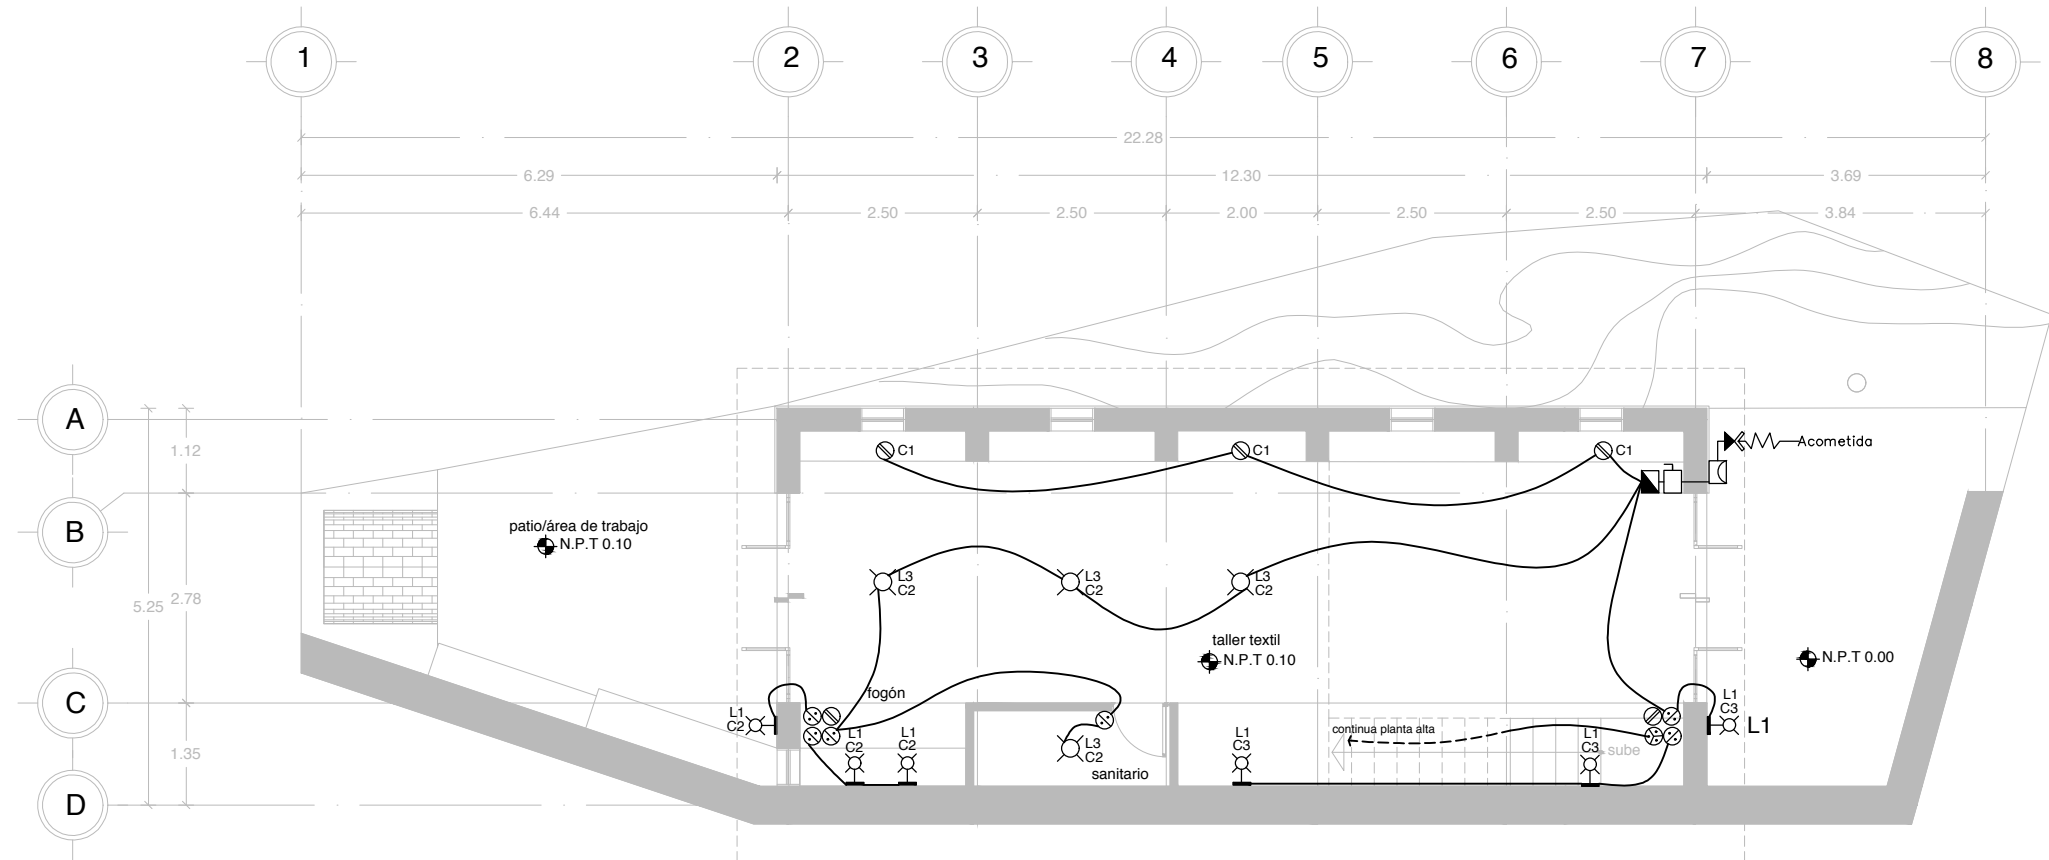 1 2 3 4 5 6 7 8
22.28
6.29 12.30 3.69
6.44 2.50 2.50 2.00 2.50 2.50 3.84
A
1.12
C1 C1 C1
Acometida
B
patio/área de trabajo
N.P.T 0.10
5.25
2.78
L3
C2
L3
C2
L3
C2
taller textil
N.P.T 0.10
N.P.T 0.00
C
fogón
L1
C2
L1
C3
L1
continua planta alta
L1
C2
L1
C2
L3
C2
L1
C3
L1
C3
sube
1.35
sanitario
D